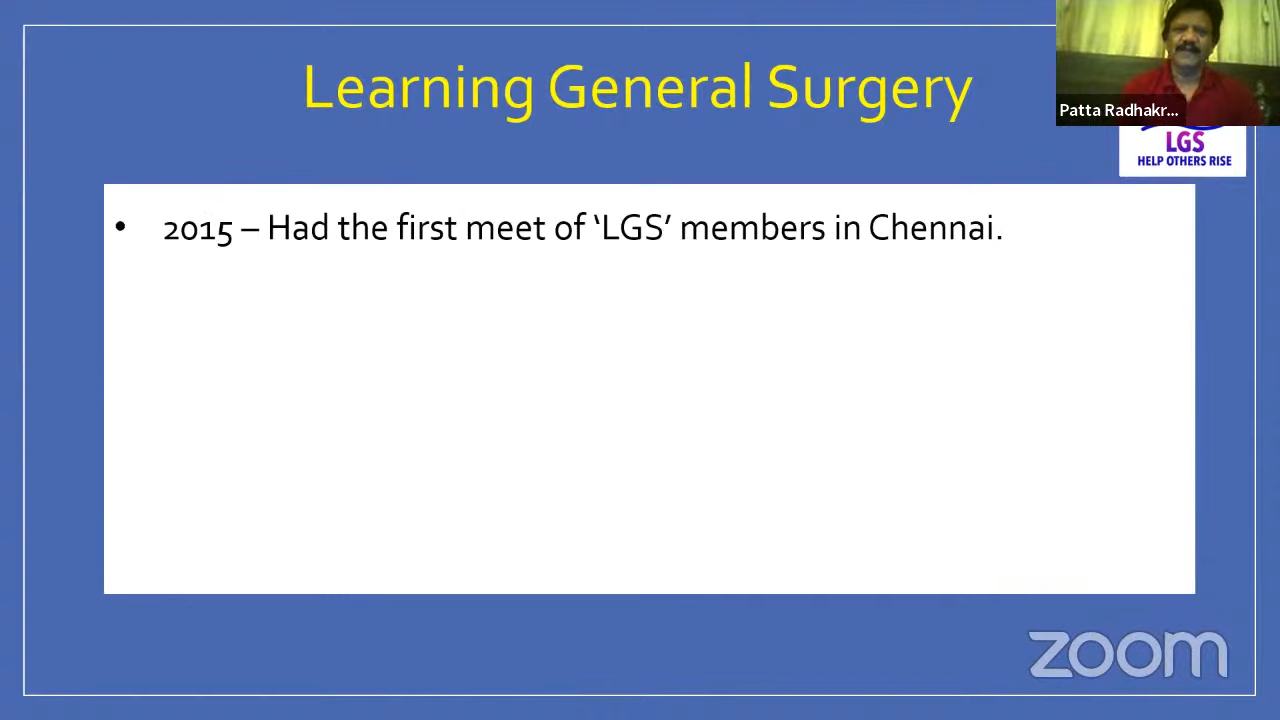 Learning General Surgery
Patta Radhakr...
LGS
HELP OTHERS RISE
• 2015 – Had the first meet of ‘LGS’ members in Chennai.
zoom